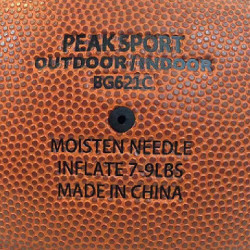 PEAK SPORT
OUTDOOR/INDOOR
BG621C
MOISTEN NEEDLE
INFLATE 7-9LBS
MADE IN CHINA